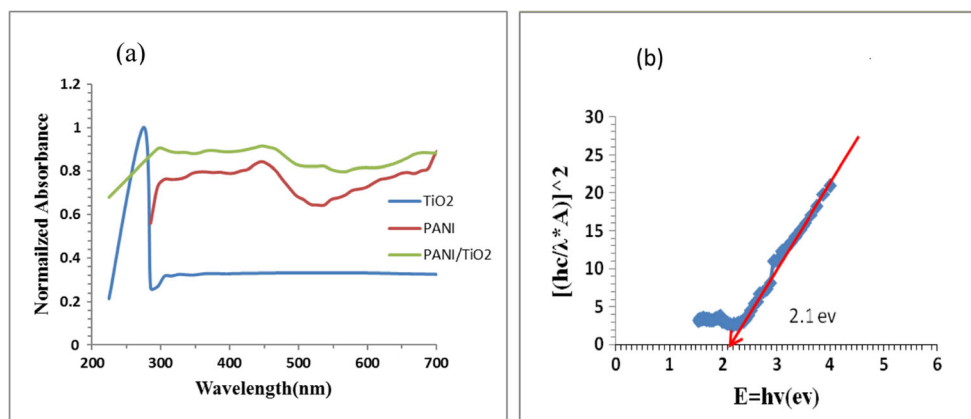 (a)
1.2
1
0.8
0.6
0.4
0.2
0
Normailzed Absorbance
200 300 400 500 600 700
Wavelength(nm)
TiO2
PANI
PANI/TiO2
(b)
30
25
20
15
10
5
0
[(hc/λ*A)]^2
2.1 ev
0 1 2 3 4 5 6
E=hv(ev)